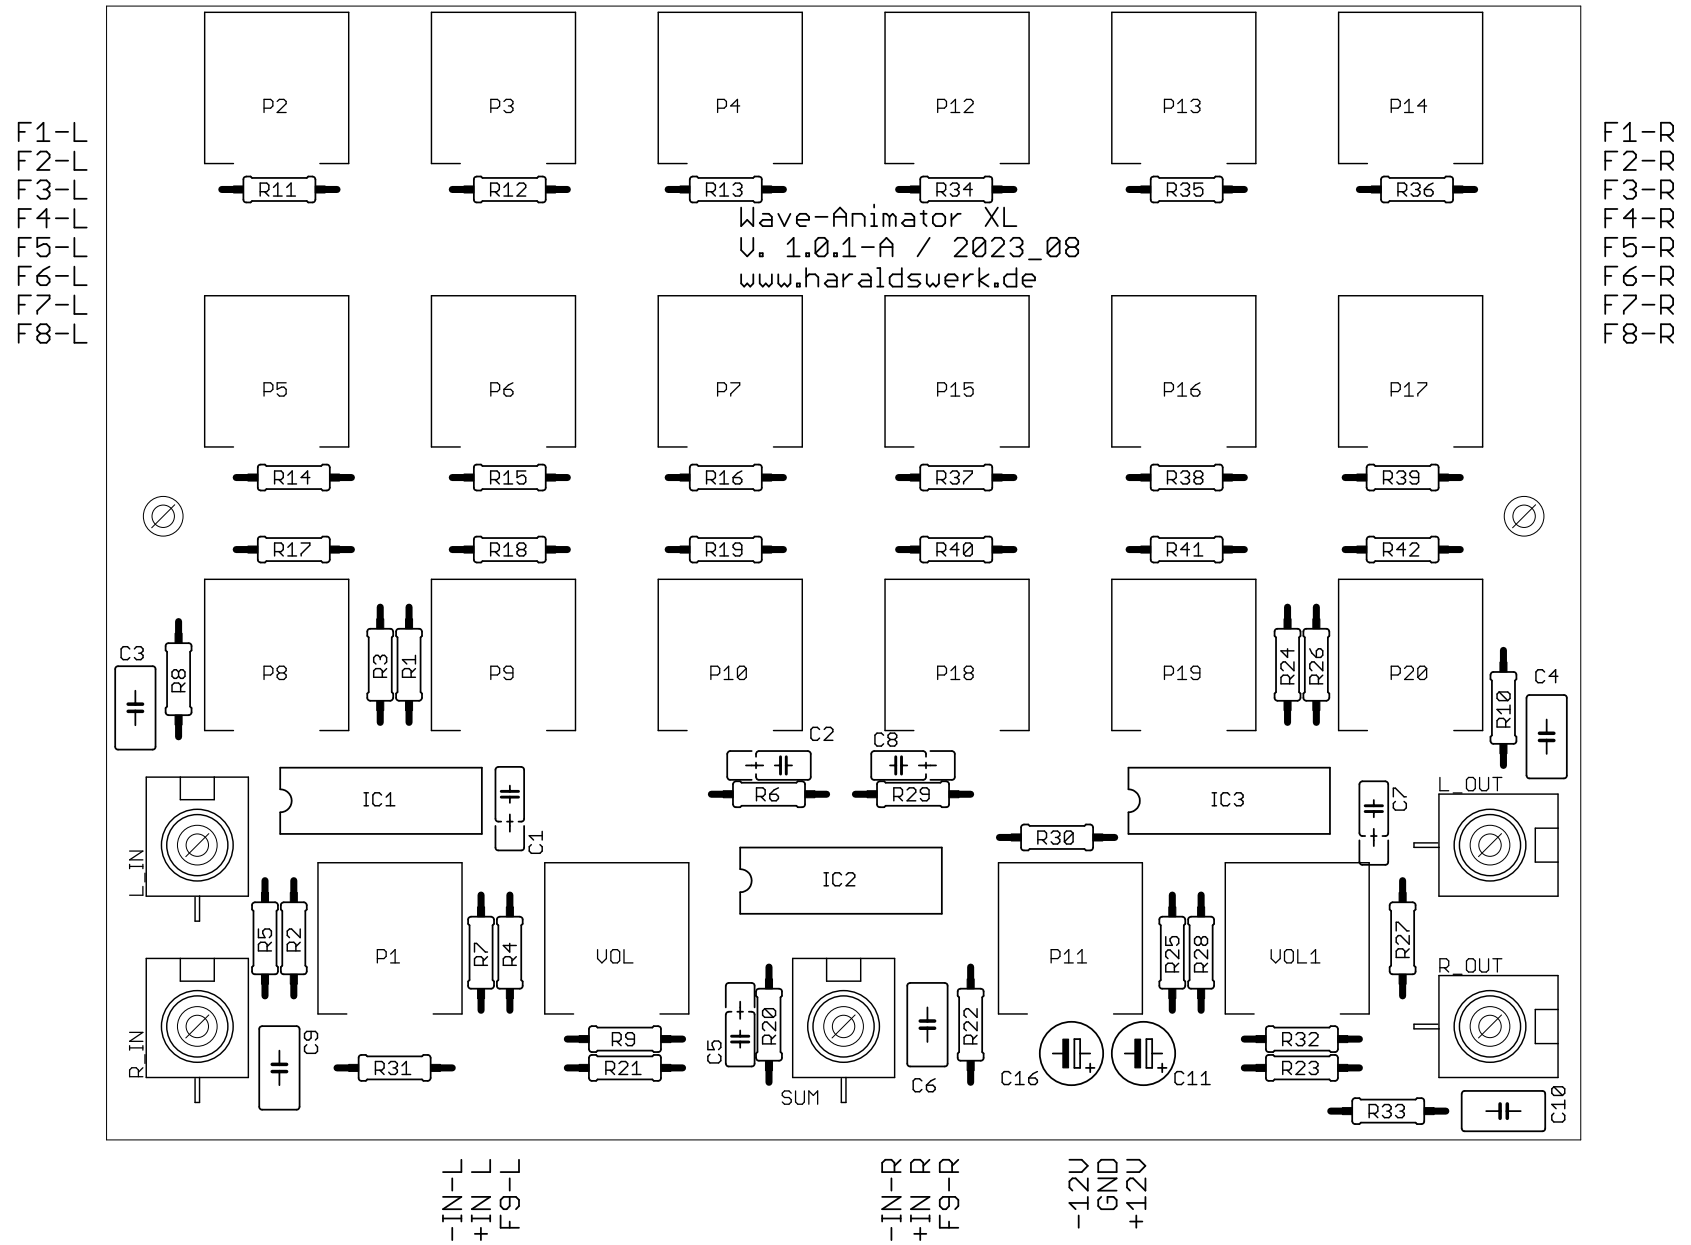 P2 P3 P4 P12 P13 P14
F1-L F1-R
F2-L F2-R
F3-L R11 R12 R13 R34 R35 R36 F3-R
F4-L Wave-Animator XL F4-R
F5-L V. 1.0.1-A / 2023_08 F5-R
F6-L www.haraldswerk.de F6-R
F7-L F7-R
F8-L F8-R
P5 P6 P7 P15 P16 P17
R14 R15 R16 R37 R38 R39
R17 R18 R19 R40 R41 R42
C3 R8 P8 R3 R1 P9 P10 P18 P19 R24 R26 P20 R10 C4
C2 C8
L_OUT
IC1 R6 R29 IC3 C7
L_IN C1 R30
IC2
R5 R2 P1 R7 R4 VOL P11 R25 R28 VOL1 R27
R_OUT
R_IN C9 R9 C5 R20 R22 R32
R31 R21 C16 C11 R23
SUM C6
R33 C10
-IN-L
+IN L
F9-L
-IN-R
+IN R
F9-R
-12V
GND
+12V